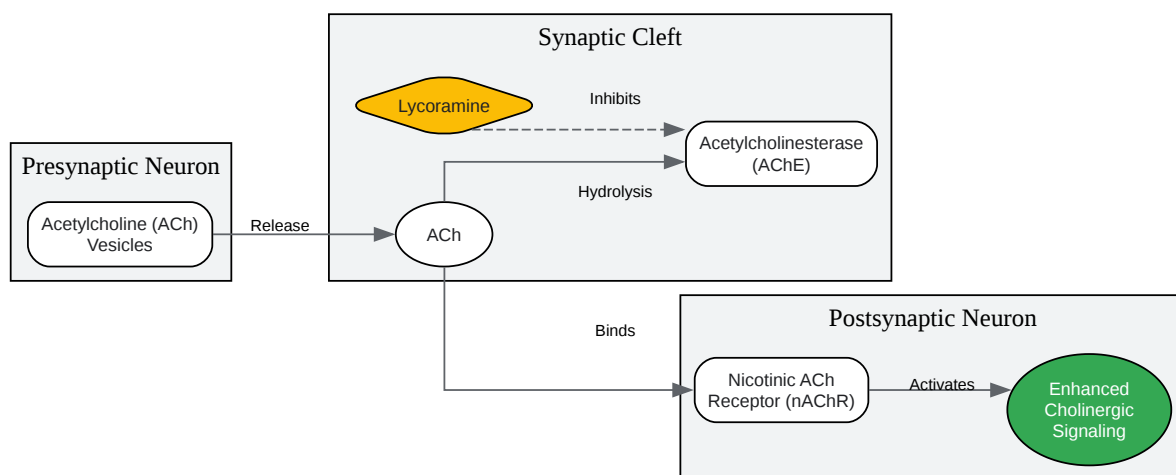 Synaptic Cleft
Lycoramine
Inhibits
Acetylcholinesterase
(AChE)
Presynaptic Neuron
Hydrolysis
Acetylcholine (ACh)
Vesicles
Release
ACh
Postsynaptic Neuron
Binds
Nicotinic ACh
Receptor (nAChR)
Activates
Enhanced
Cholinergic
Signaling